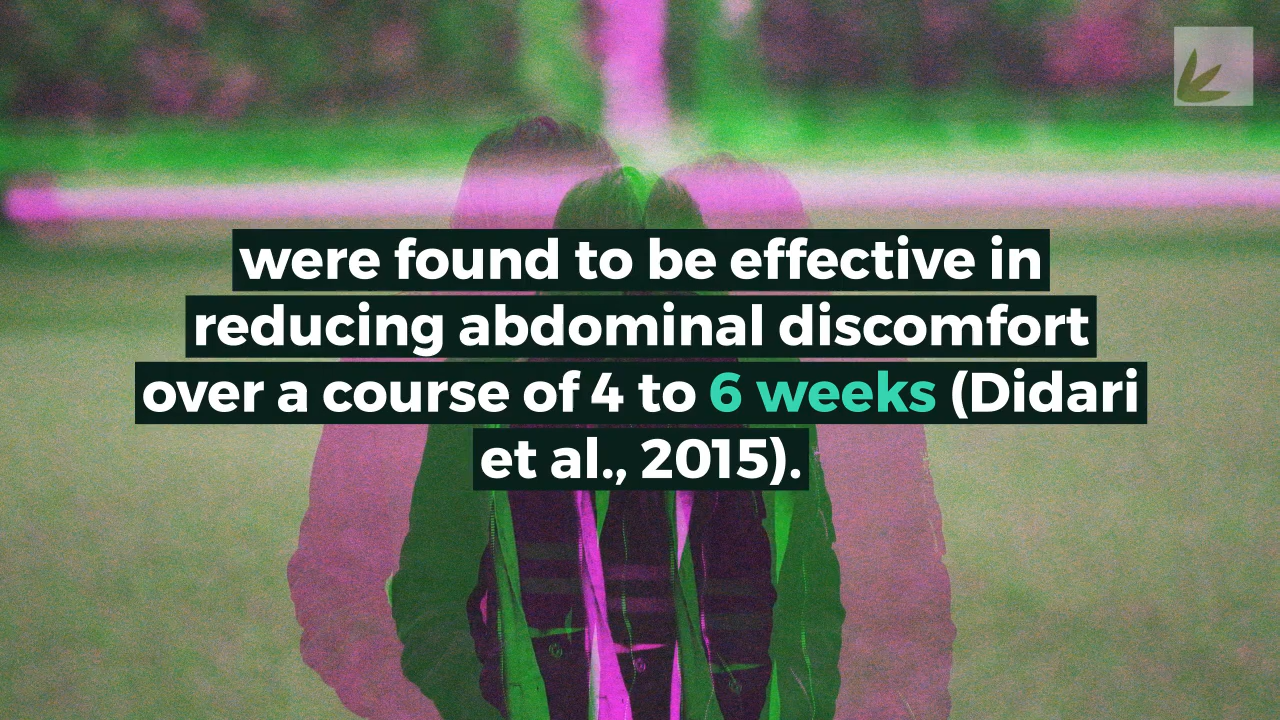 were found to be effective in
reducing abdominal discomfort
over a course of 4 to 6 weeks (Didari
et al., 2015).